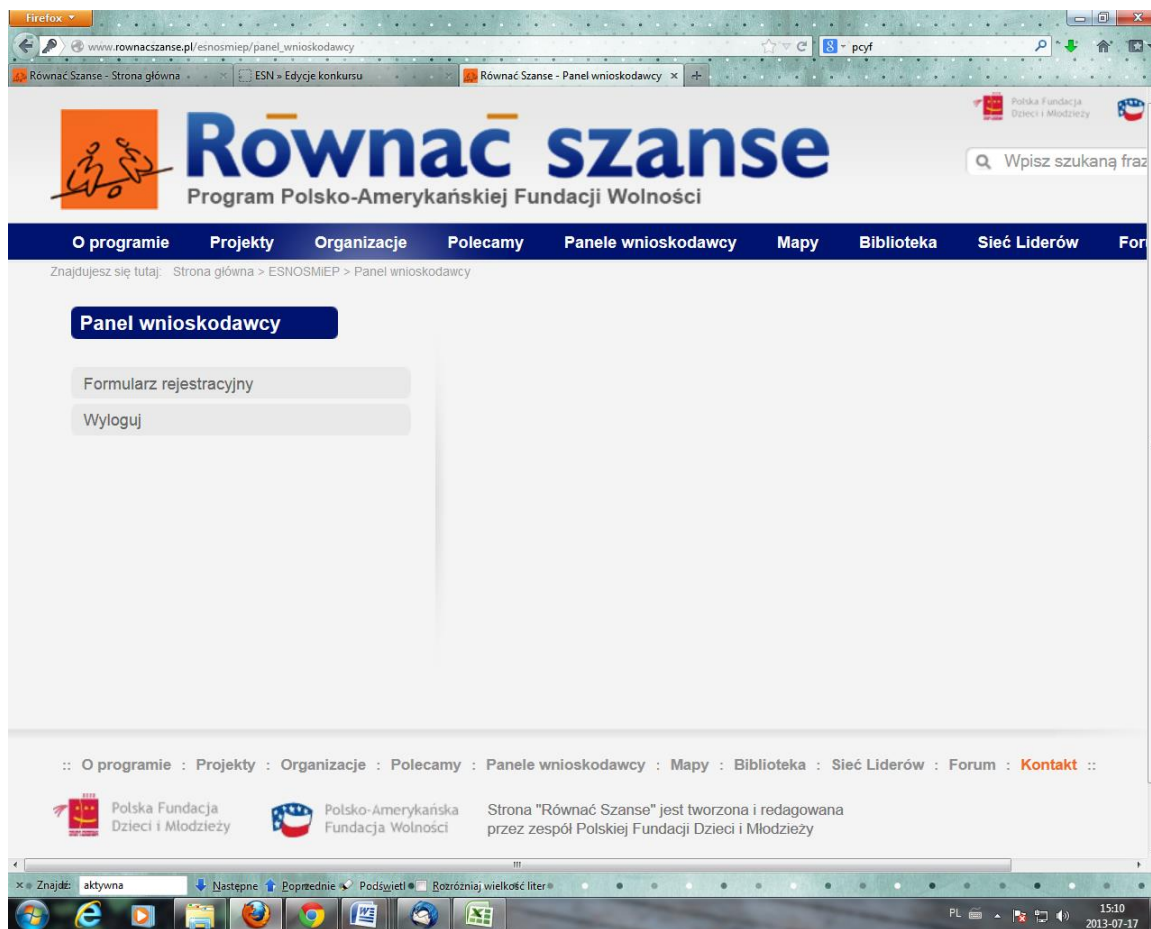 Firefox
www.rownacszanse.pl/esnosmiep/panel_wnioskodawcy
pcyf
Równać Szanse - Strona główna
ESN » Edycje konkursu
Równać Szanse - Panel wnioskodawcy
Polska Fundacja
Dzieci i Młodzieży
Równać szanse
Program Polsko-Amerykańskiej Fundacji Wolności
Wpisz szukaną fraz
O programie Projekty Organizacje Polecamy Panele wnioskodawcy Mapy Biblioteka Sieć Liderów For
Znajdujesz się tutaj: Strona główna > ESNOSMiEP > Panel wnioskodawcy
Panel wnioskodawcy
Formularz rejestracyjny
Wyloguj
:: O programie : Projekty : Organizacje : Polecamy : Panele wnioskodawcy : Mapy : Biblioteka : Sieć Liderów : Forum : Kontakt ::
Polska Fundacja
Dzieci i Młodzieży
Polsko-Amerykańska
Fundacja Wolności
Strona "Równać Szanse" jest tworzona i redagowana
przez zespół Polskiej Fundacji Dzieci i Młodzieży
Znajdź: aktywna Następne Poprzednie Podświetl Rozróżniaj wielkość liter
PL
15:10
2013-07-17